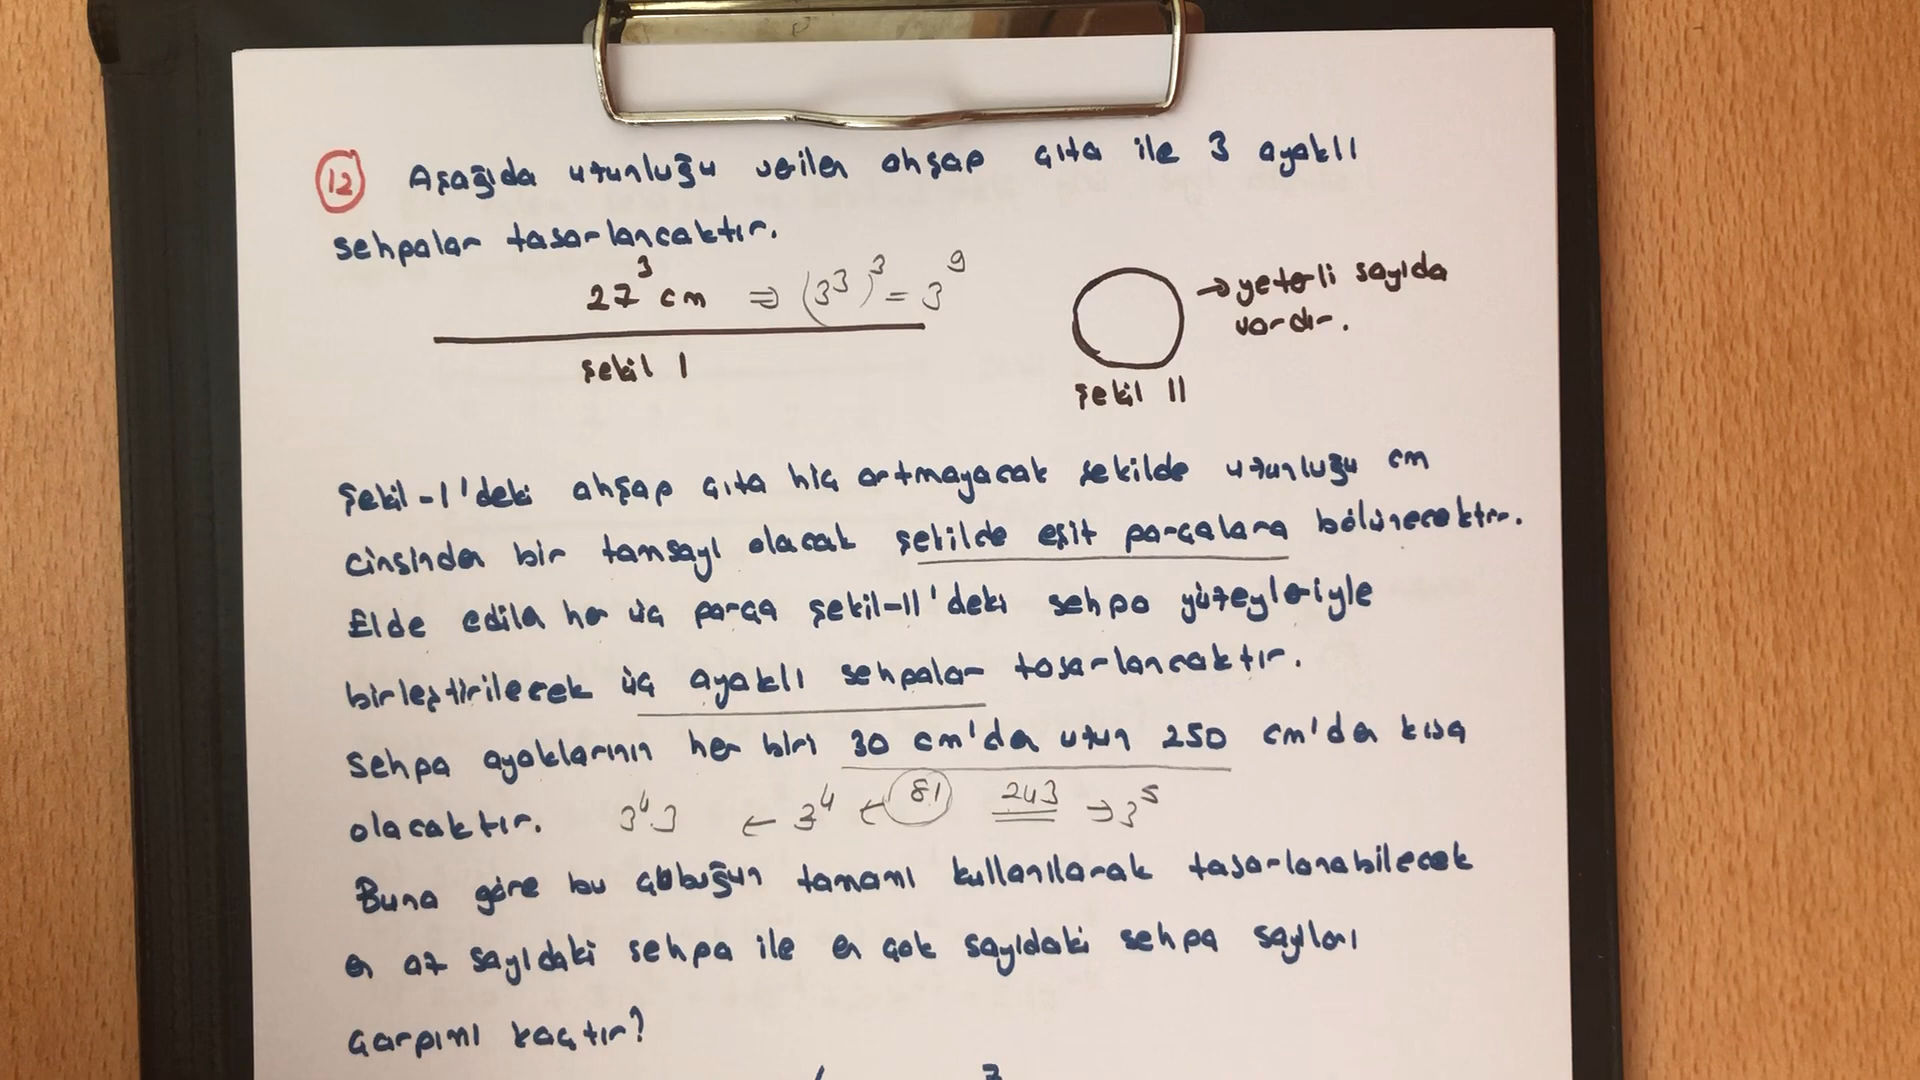 12 Aşağıda uzunluğu verilen ahşap çıta ile 3 ayaklı
sehpalar tasarlancaktır.
27³ cm ⇒ (3³)³ = 3⁹
Şekil I
→ yeterli sayıda
vardır.
Şekil II
Şekil-I'deki ahşap çıta hiç artmayacak şekilde uzunluğu cm
cinsinden bir tamsayı olacak şekilde eşit parçalara bölünecektir.
Elde edilen her üç parça şekil-II'deki sehpa yüzeyleriyle
birleştirilerek üç ayaklı sehpalar tasarlancaktır.
Sehpa ayaklarının her biri 30 cm'den uzun 250 cm'den kısa
olacaktır.
3⁴.3 ← 3⁴ ← 81 243 → 3⁵
Buna göre bu çubuğun tamamı kullanılarak tasarlanabilecek
en az sayıdaki sehpa ile en çok sayıdaki sehpa sayıları
çarpımı kaçtır?